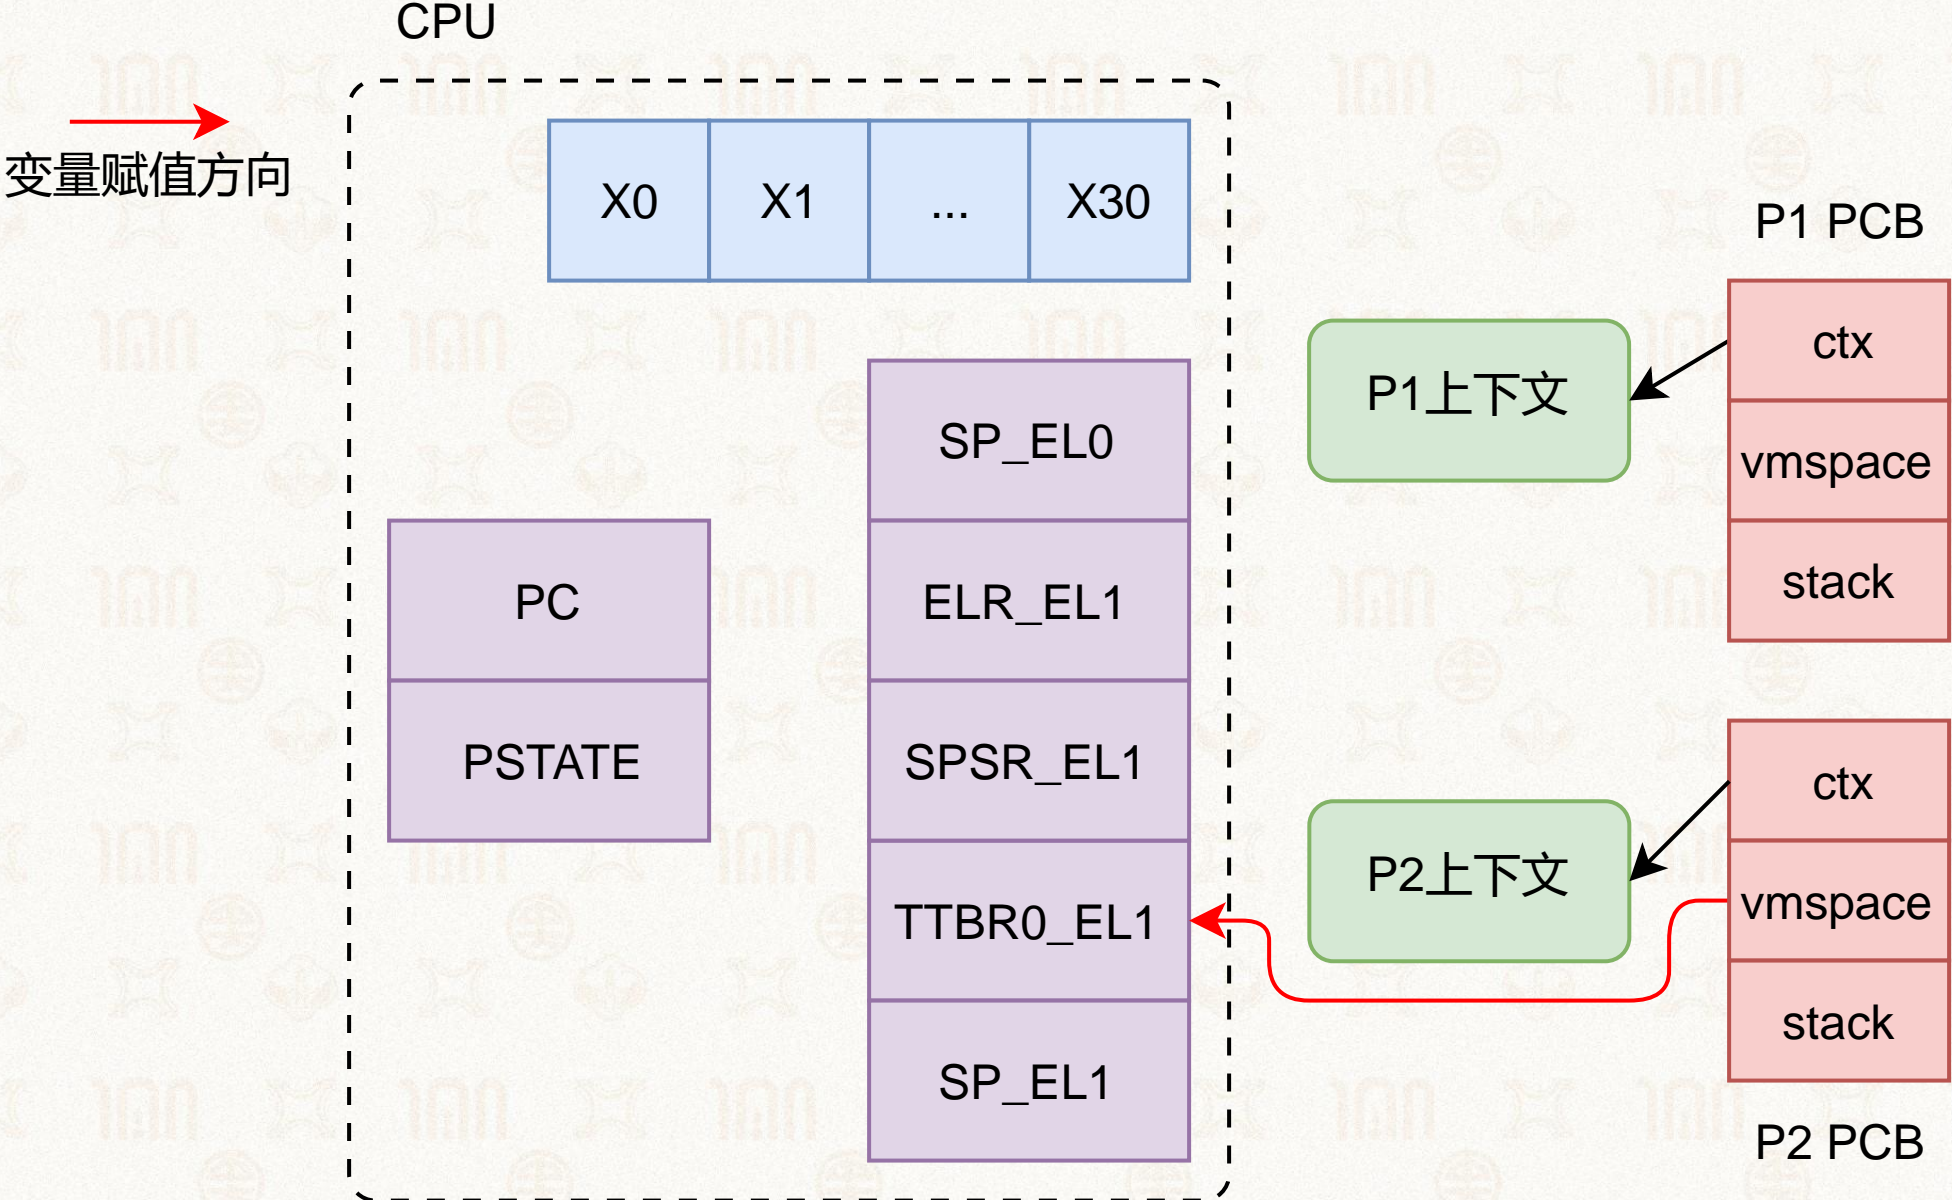 CPU
变量赋值方向
X0
X1
...
X30
SP_EL0
ELR_EL1
SPSR_EL1
TTBR0_EL1
SP_EL1
PC
PSTATE
P1上下文
P2上下文
P1 PCB
ctx
vmspace
stack
ctx
vmspace
stack
P2 PCB